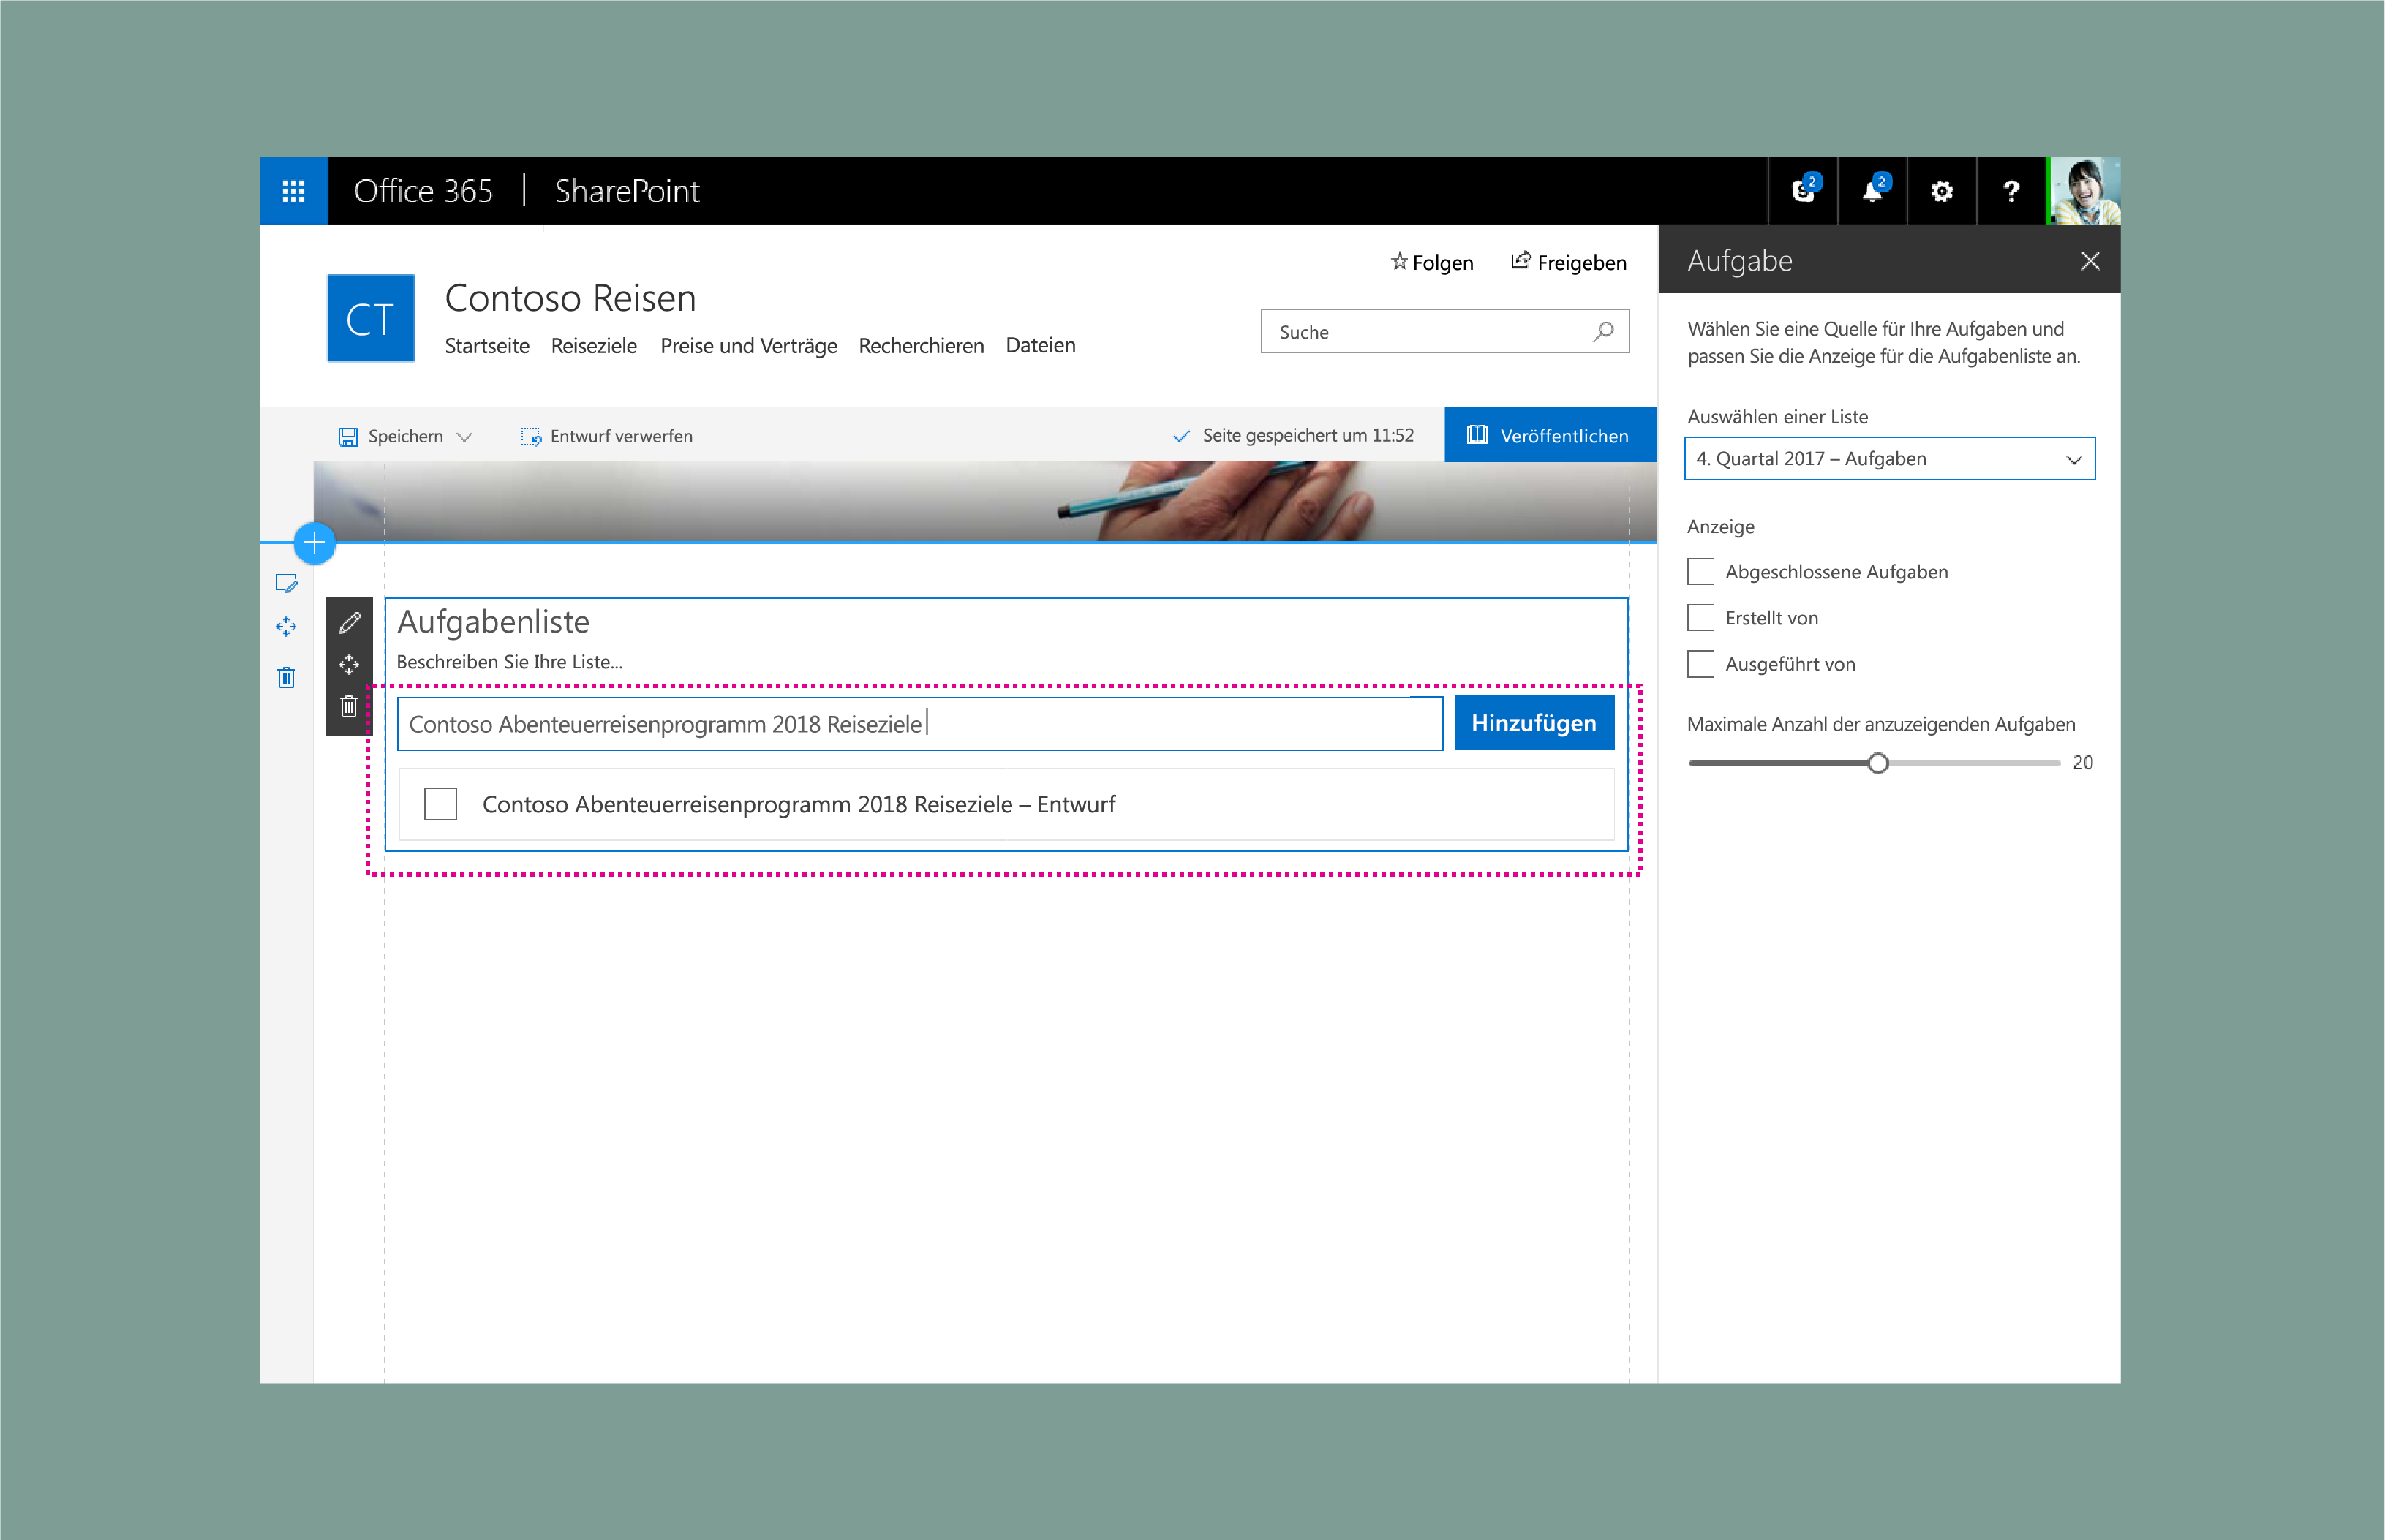 Office 365 | SharePoint
2
2
?
Folgen
Freigeben
CT
Contoso Reisen
Startseite Reiseziele Preise und Verträge Recherchieren Dateien
Suche
Speichern
Entwurf verwerfen
Seite gespeichert um 11:52
Veröffentlichen
Aufgabenliste
Beschreiben Sie Ihre Liste...
Contoso Abenteuerreisenprogramm 2018 Reiseziele
Hinzufügen
Contoso Abenteuerreisenprogramm 2018 Reiseziele – Entwurf
Aufgabe
Wählen Sie eine Quelle für Ihre Aufgaben und
passen Sie die Anzeige für die Aufgabenliste an.
Auswählen einer Liste
4. Quartal 2017 – Aufgaben
Anzeige
Abgeschlossene Aufgaben
Erstellt von
Ausgeführt von
Maximale Anzahl der anzuzeigenden Aufgaben
20